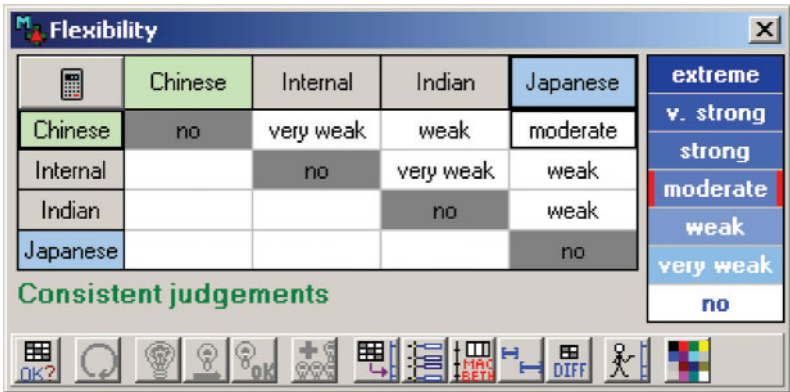 M Flexibility
Chinese Internal Indian Japanese
Chinese no very weak weak moderate
Internal no very weak weak
Indian no weak
Japanese no
extreme
v. strong
strong
moderate
weak
very weak
no
Consistent judgements
OK? OK MAC BETH DIFF